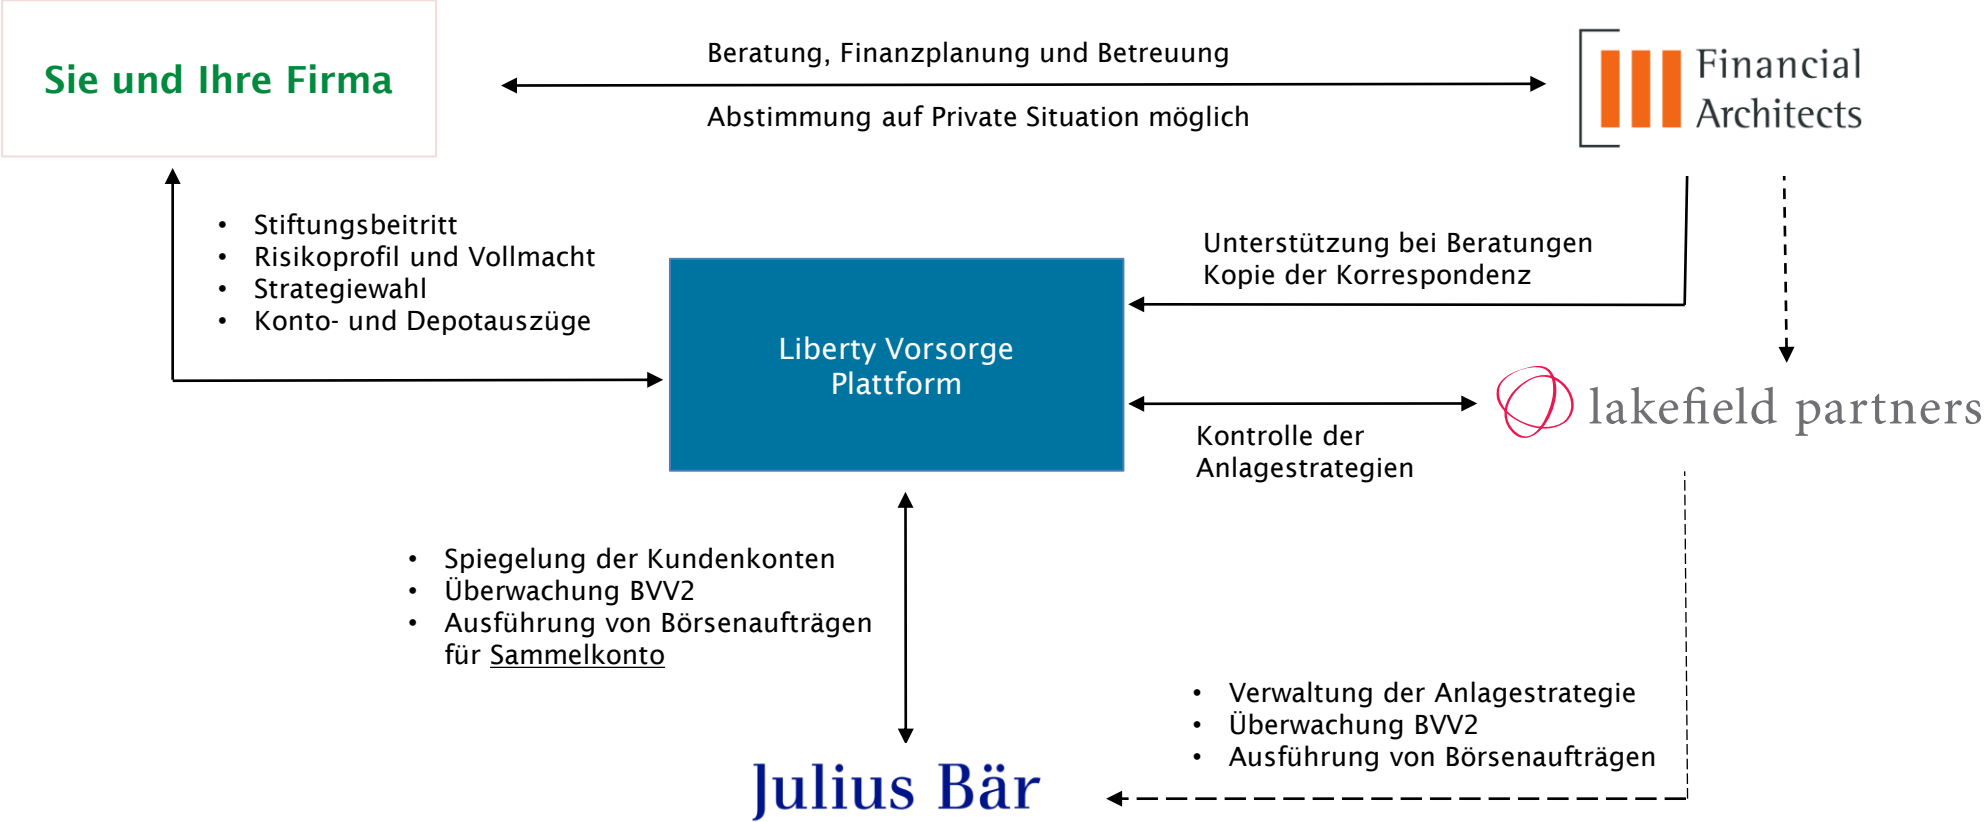 Sie und Ihre Firma
Beratung, Finanzplanung und Betreuung
Abstimmung auf Private Situation möglich
Financial
Architects
• Stiftungsbeitritt
• Risikoprofil und Vollmacht
• Strategiewahl
• Konto- und Depotauszüge
Unterstützung bei Beratungen
Kopie der Korrespondenz
Liberty Vorsorge
Plattform
lakefield partners
Kontrolle der
Anlagestrategien
• Spiegelung der Kundenkonten
• Überwachung BVV2
• Ausführung von Börsenaufträgen
für Sammelkonto
• Verwaltung der Anlagestrategie
• Überwachung BVV2
• Ausführung von Börsenaufträgen
Julius Bär